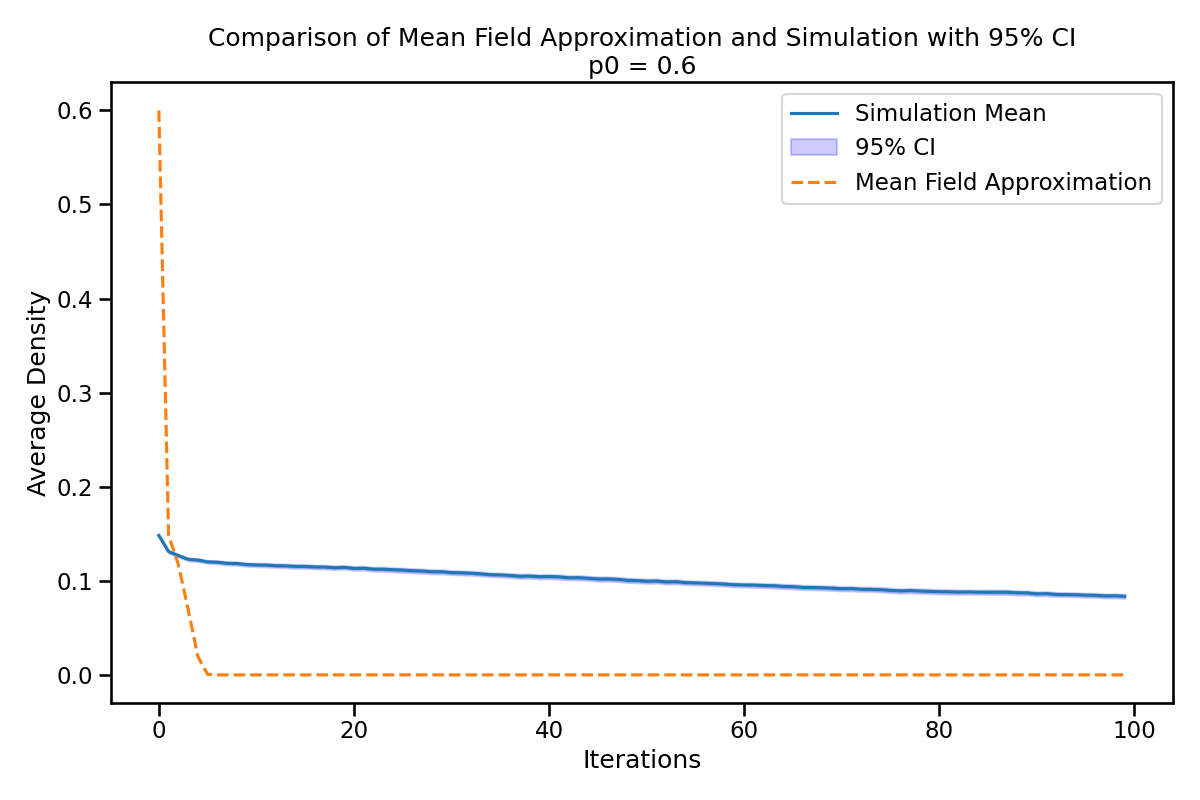 Comparison of Mean Field Approximation and Simulation with 95% CI
p0 = 0.6
Simulation Mean
95% CI
Mean Field Approximation
Average Density
0.6
0.5
0.4
0.3
0.2
0.1
0.0
0 20 40 60 80 100
Iterations